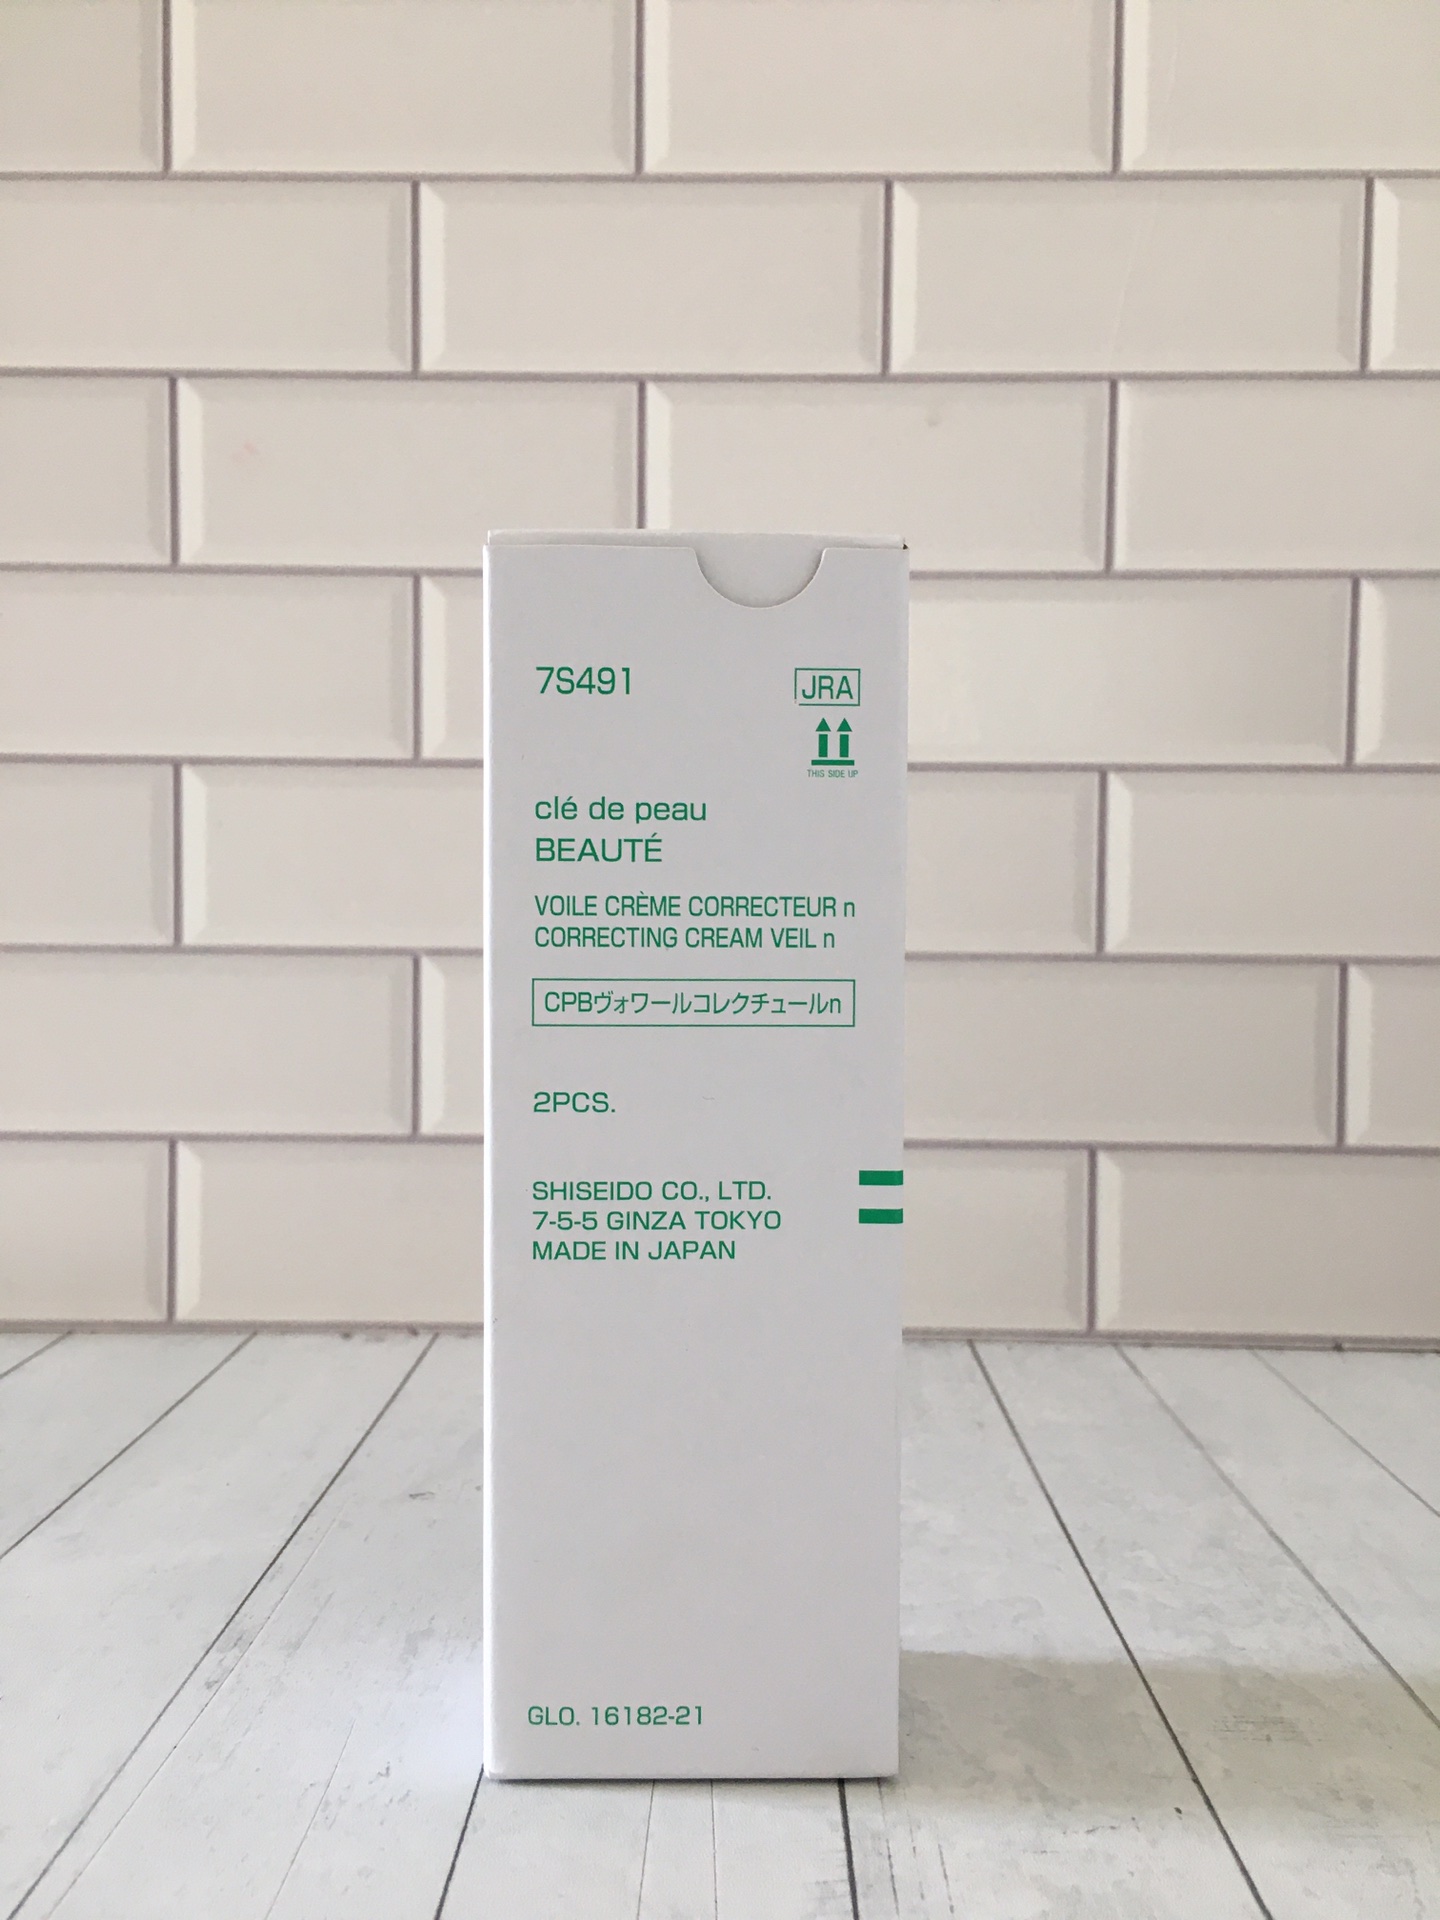 7S491
JRA
THIS SIDE UP
clé de peau
BEAUTÉ
VOILE CRÈME CORRECTEUR n
CORRECTING CREAM VEIL n
CPBヴォワールコレクチュールn
2PCS.
SHISEIDO CO., LTD.
7-5-5 GINZA TOKYO
MADE IN JAPAN
GLO. 16182-21